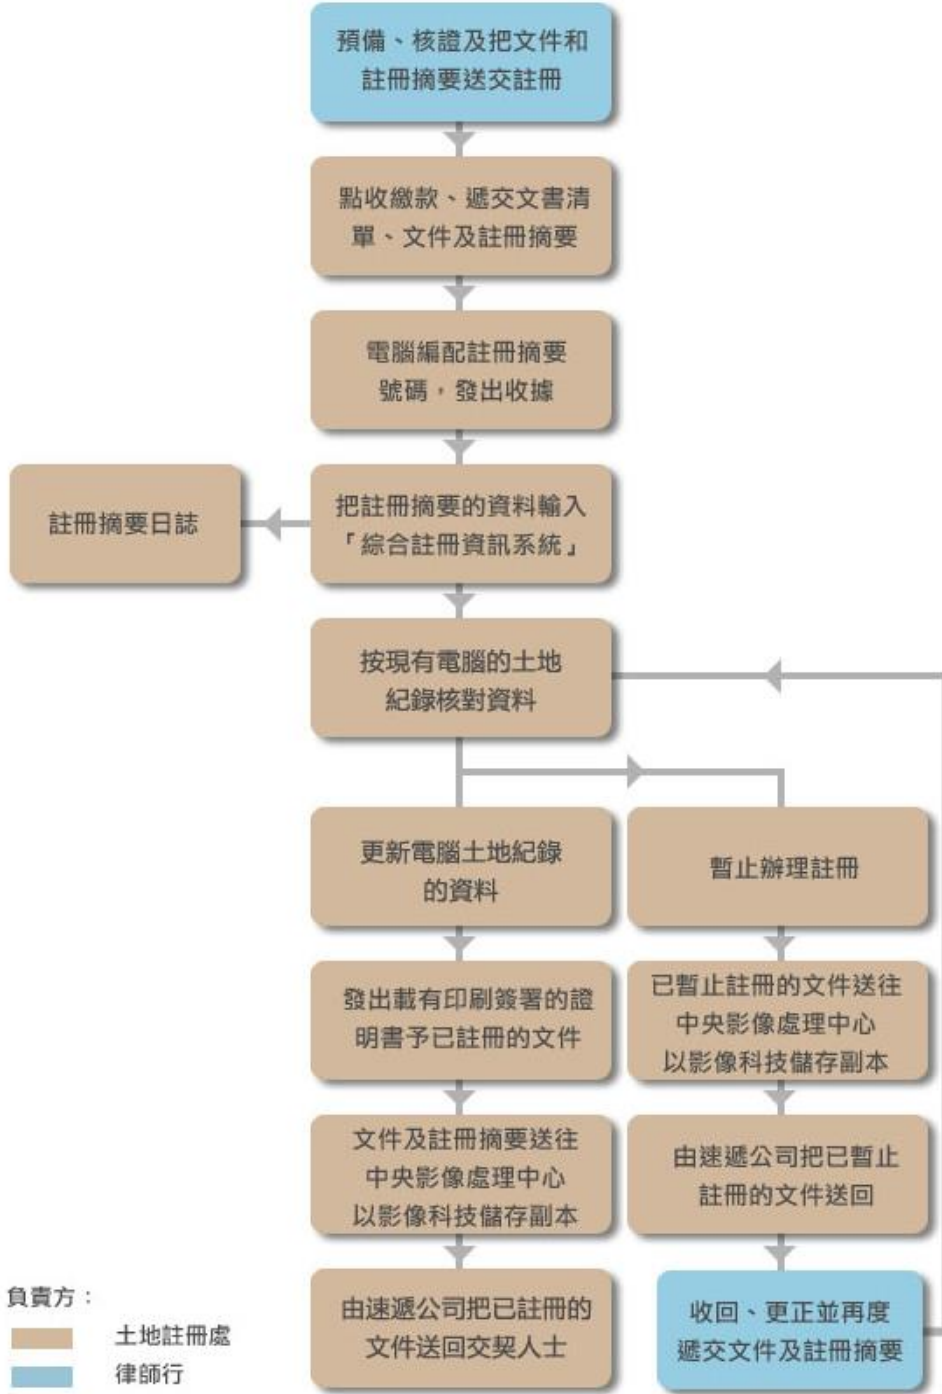 預備、核證及把文件和
註冊摘要送交註冊
點收繳款、遞交文書清
單、文件及註冊摘要
電腦編配註冊摘要
號碼，發出收據
註冊摘要日誌
把註冊摘要的資料輸入
「綜合註冊資訊系統」
按現有電腦的土地
紀錄核對資料
更新電腦土地紀錄
的資料
暫止辦理註冊
發出載有印刷簽署的證
明書予已註冊的文件
已暫止註冊的文件送往
中央影像處理中心
以影像科技儲存副本
文件及註冊摘要送往
中央影像處理中心
以影像科技儲存副本
由速遞公司把已暫止
註冊的文件送回
由速遞公司把已註冊的
文件送回交契人士
收回、更正並再度
遞交文件及註冊摘要
負責方：
土地註冊處
律師行